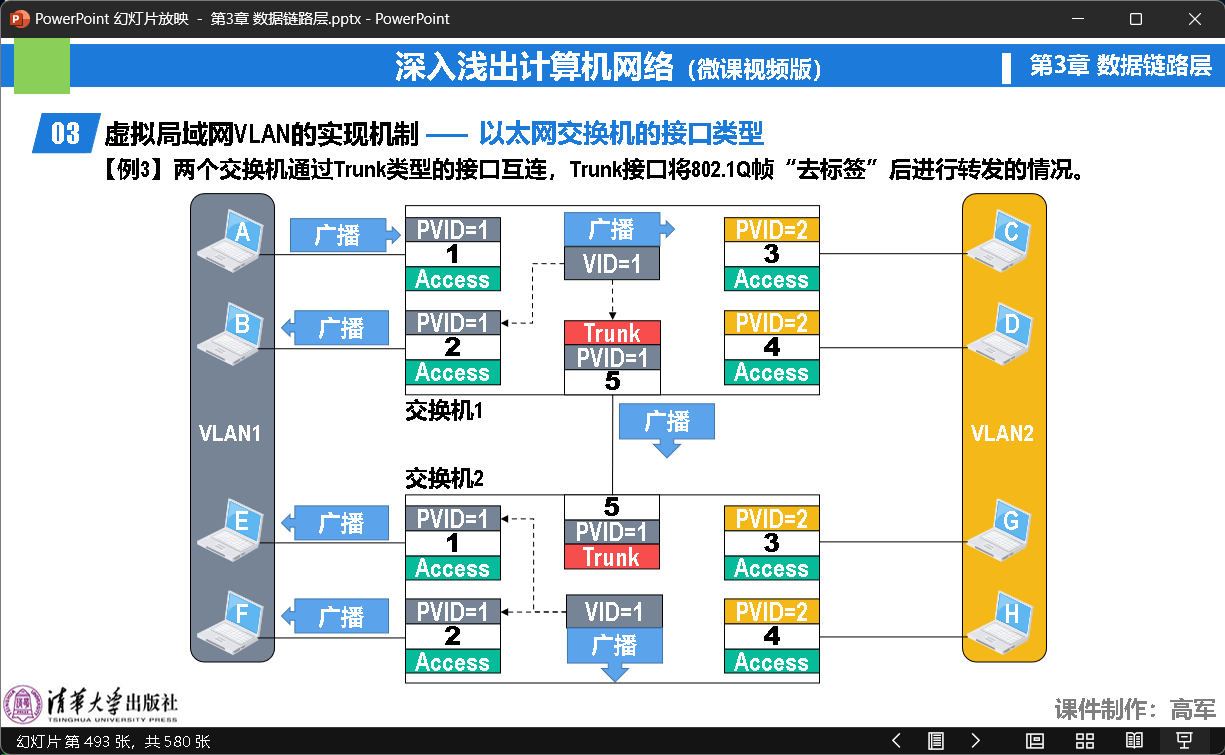 PowerPoint 幻灯片放映 - 第3章 数据链路层.pptx - PowerPoint
深入浅出计算机网络（微课视频版）
第3章 数据链路层
03 虚拟局域网VLAN的实现机制 —— 以太网交换机的接口类型
【例3】两个交换机通过Trunk类型的接口互连，Trunk接口将802.1Q帧“去标签”后进行转发的情况。
A
广播
PVID=1
1
Access
广播
VID=1
PVID=2
3
Access
C
B
广播
PVID=1
2
Access
Trunk
PVID=1
5
PVID=2
4
Access
D
交换机1
广播
VLAN1
VLAN2
交换机2
E
广播
PVID=1
1
Access
5
PVID=1
Trunk
PVID=2
3
Access
G
F
广播
PVID=1
2
Access
VID=1
广播
PVID=2
4
Access
H
清华大学出版社
TSINGHUA UNIVERSITY PRESS
课件制作：高军
幻灯片 第 493 张，共 580 张